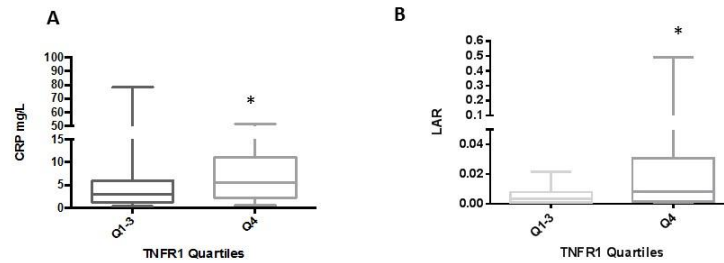 A
CRP mg/L
100
90
80
70
60
50
15
10
5
0
*
Q1-3
Q4
TNFR1 Quartiles
B
LAR
0.6
0.5
0.4
0.3
0.2
0.1
0.04
0.02
0.00
*
Q1-3
Q4
TNFR1 Quartiles